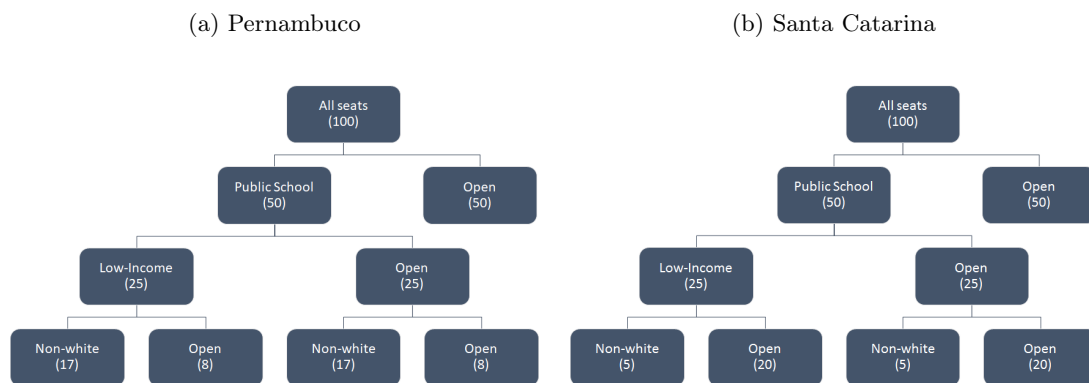 (a) Pernambuco
All seats
(100)
Public School
(50)
Open
(50)
Low-Income
(25)
Open
(25)
Non-white
(17)
Open
(8)
Non-white
(17)
Open
(8)
(b) Santa Catarina
All seats
(100)
Public School
(50)
Open
(50)
Low-Income
(25)
Open
(25)
Non-white
(5)
Open
(20)
Non-white
(5)
Open
(20)